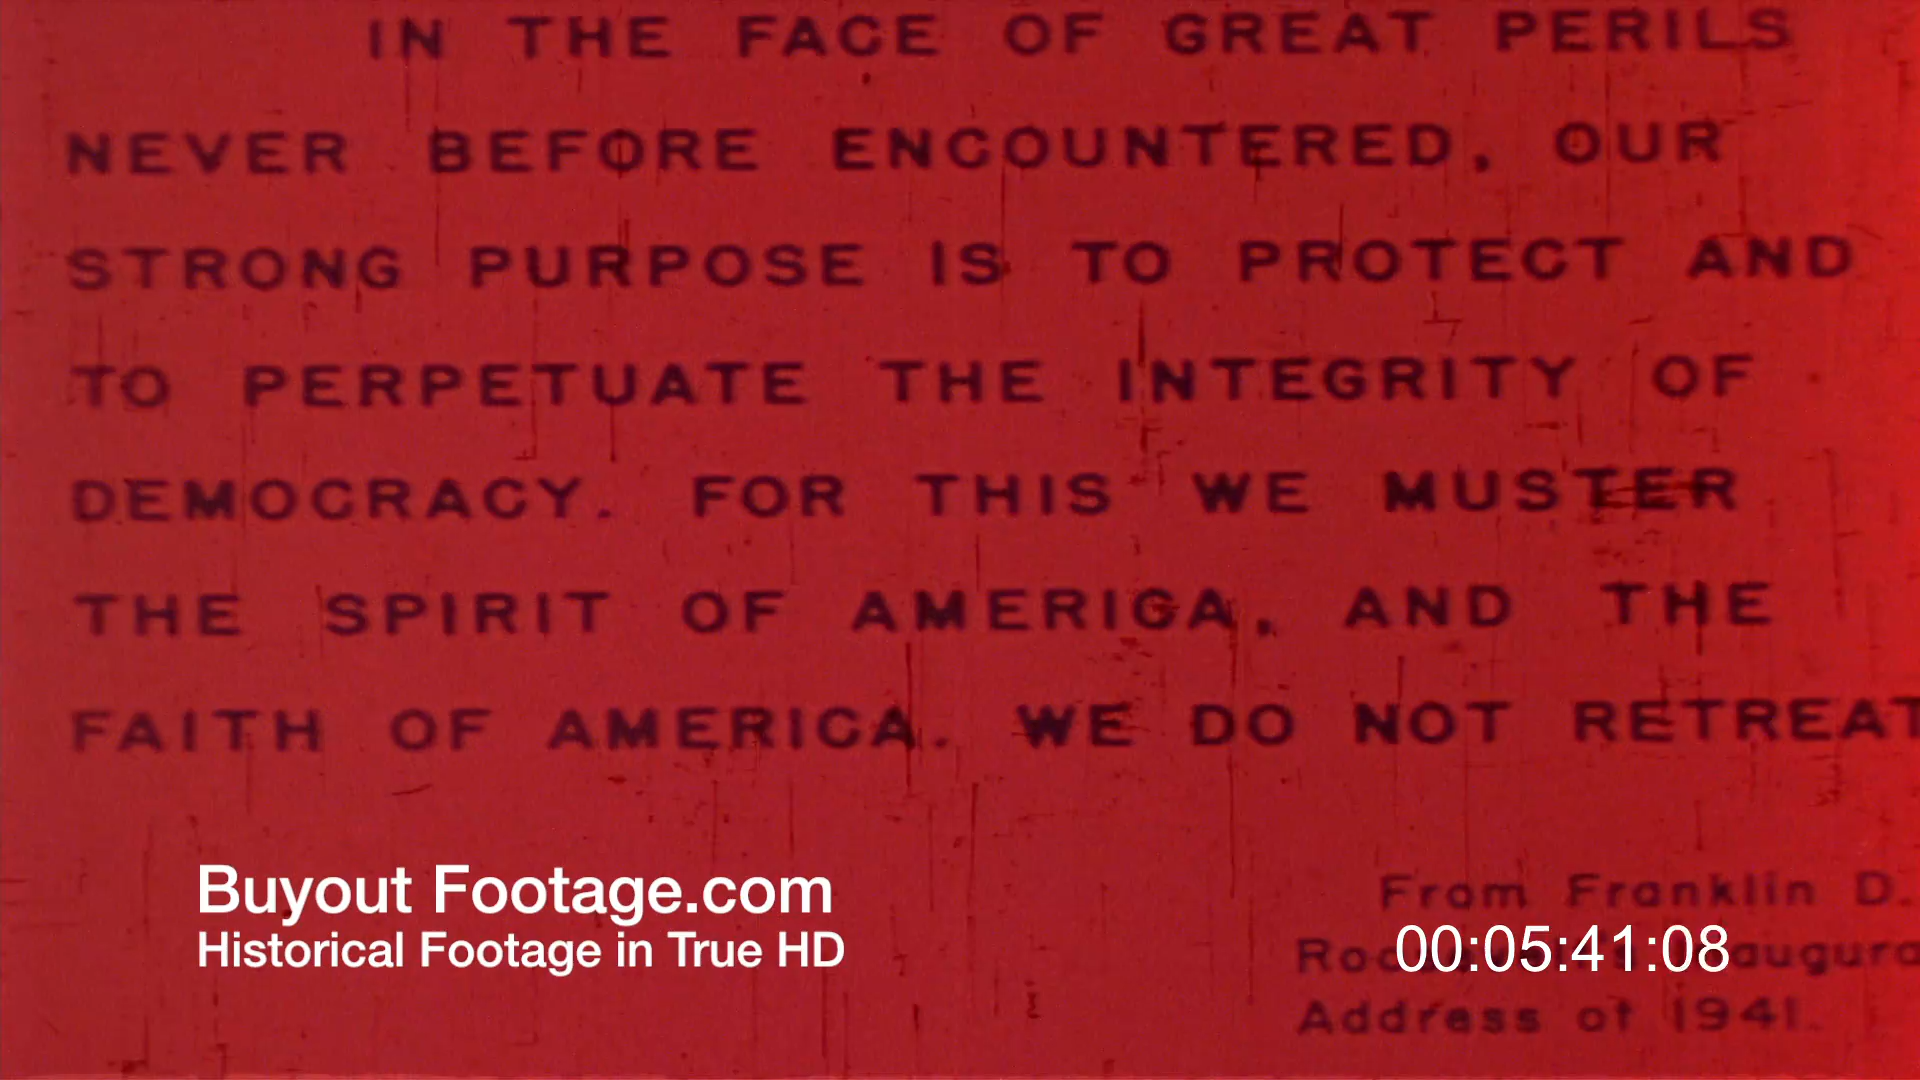 IN THE FACE OF GREAT PERILS
NEVER BEFORE ENCOUNTERED, OUR
STRONG PURPOSE IS TO PROTECT AND
TO PERPETUATE THE INTEGRITY OF
DEMOCRACY. FOR THIS WE MUSTER
THE SPIRIT OF AMERICA, AND THE
FAITH OF AMERICA. WE DO NOT RETREAT
From Franklin D.
Address of 1941.
Buyout Footage.com
Historical Footage in True HD
00:05:41:08